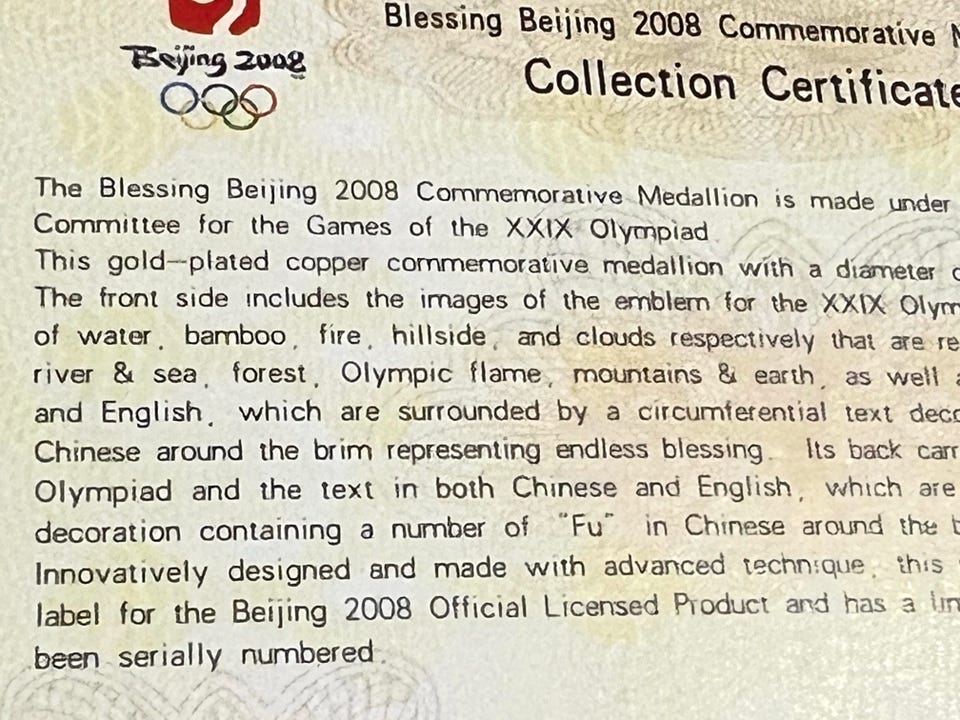 Blessing Beijing 2008 Commemorative
Beijing 2008
Collection Certificate
The Blessing Beijing 2008 Commemorative Medallion is made under
Committee for the Games of the XXIX Olympiad
This gold-plated copper commemorative medallion with a diameter
The front side includes the images of the emblem for the XXIX
of water, bamboo, fire, hillside, and clouds respectively that are
river & sea, forest, Olympic flame, mountains & earth, as well
and English, which are surrounded by a circumferential text
Chinese around the brim representing endless blessing. Its back
Olympiad and the text in both Chinese and English, which are
decoration containing a number of "Fu" in Chinese around the
Innovatively designed and made with advanced technique, this
label for the Beijing 2008 Official Licensed Product and has a
been serially numbered.